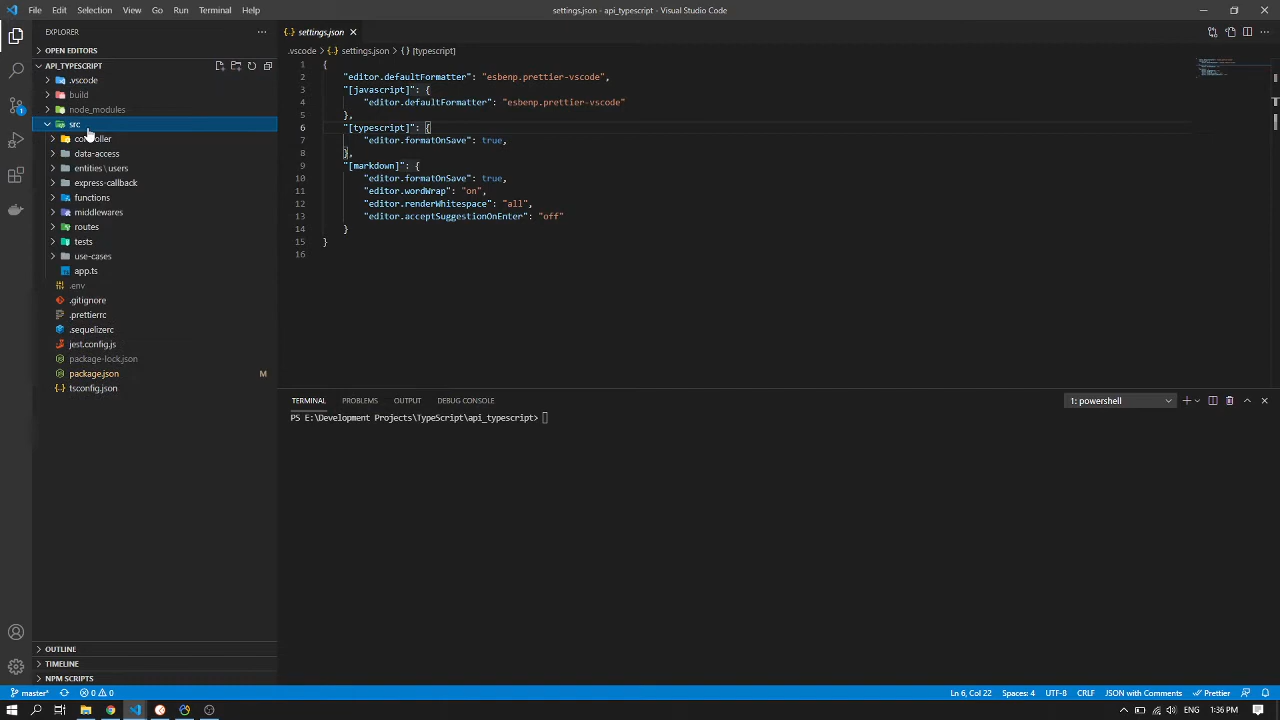 File Edit Selection View Go Run Terminal Help
settings.json - api_typescript - Visual Studio Code
EXPLORER
OPEN EDITORS
API_TYPESCRIPT
.vscode
build
node_modules
src
controller
data-access
entities\users
express-callback
functions
middlewares
routes
tests
use-cases
app.ts
.env
.gitignore
.prettierrc
.sequelizerc
jest.config.js
package-lock.json
package.json M
tsconfig.json
OUTLINE
TIMELINE
NPM SCRIPTS
settings.json
.vscode > settings.json > [typescript]
1 {
2 "editor.defaultFormatter": "esbenp.prettier-vscode",
3 "[javascript]": {
4 "editor.defaultFormatter": "esbenp.prettier-vscode"
5 },
6 "[typescript]": {
7 "editor.formatOnSave": true,
8 },
9 "[markdown]": {
10 "editor.formatOnSave": true,
11 "editor.wordWrap": "on",
12 "editor.renderWhitespace": "all",
13 "editor.acceptSuggestionOnEnter": "off"
14 }
15 }
16
TERMINAL PROBLEMS OUTPUT DEBUG CONSOLE
1: powershell
PS E:\Development Projects\TypeScript\api_typescript>
master* 0 0
Ln 6, Col 22 Spaces: 4 UTF-8 CRLF JSON with Comments Prettier
ENG 1:36 PM